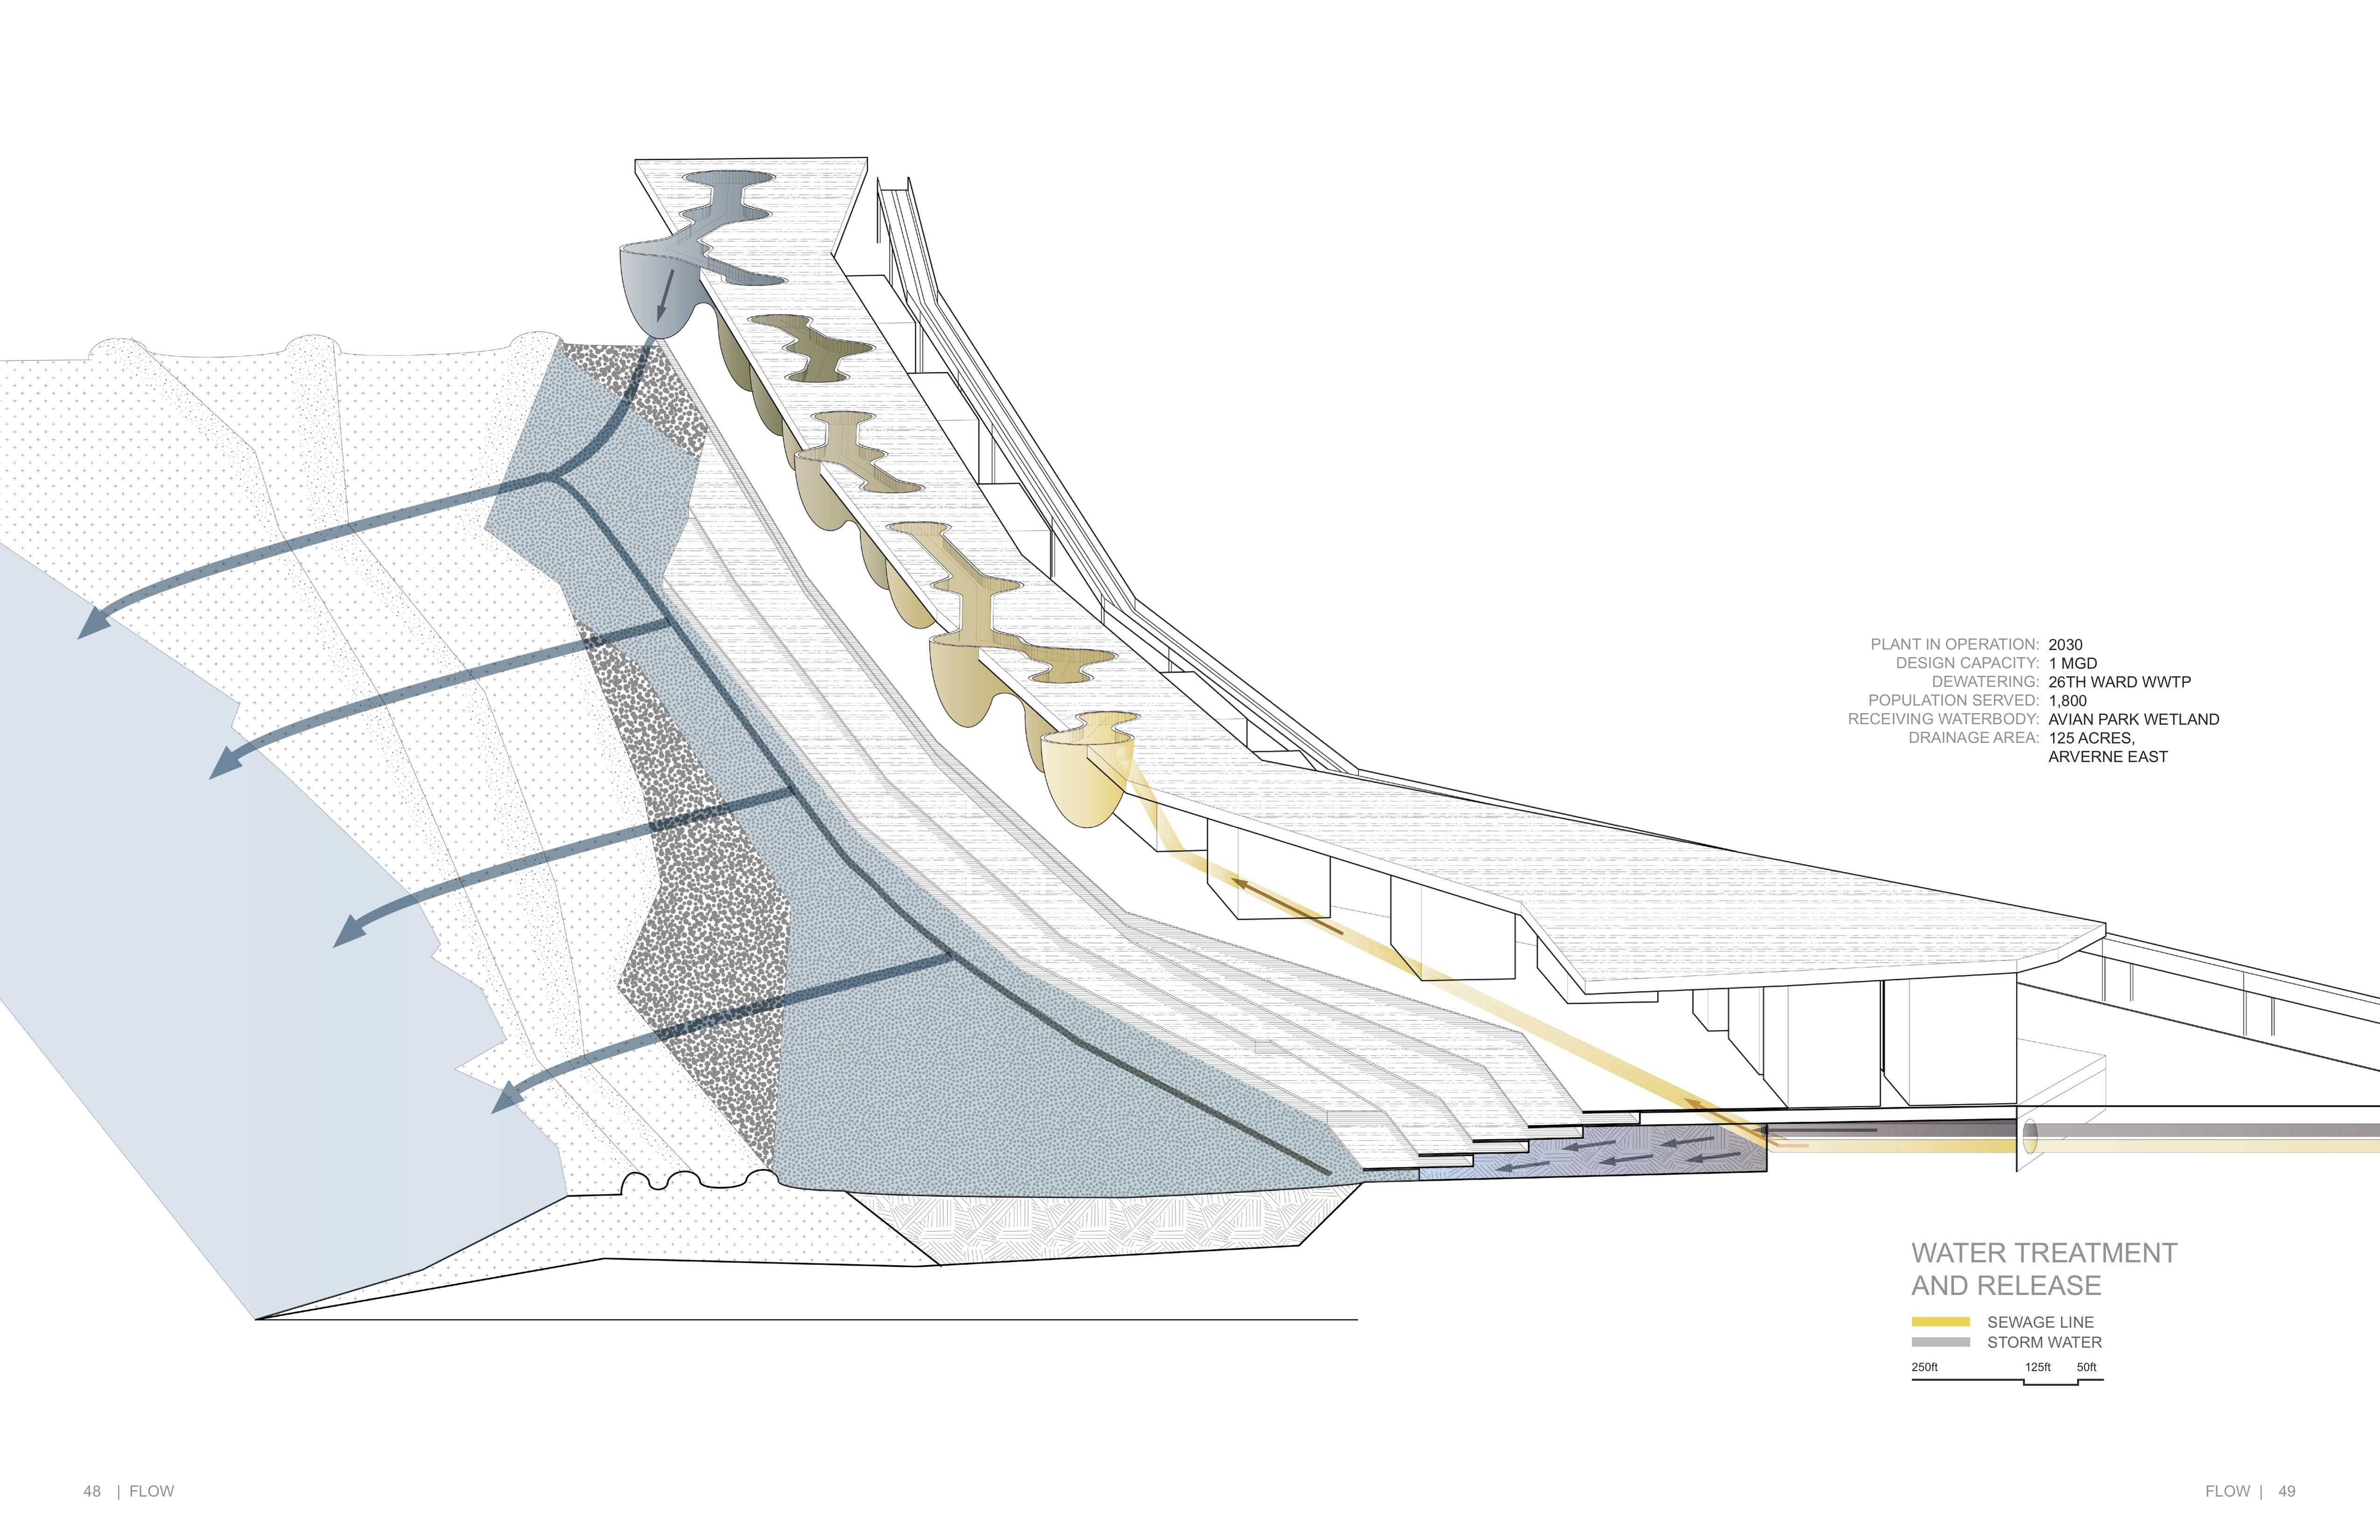 PLANT IN OPERATION: 2030
DESIGN CAPACITY: 1 MGD
DEWATERING: 26TH WARD WWTP
POPULATION SERVED: 1,800
RECEIVING WATERBODY: AVIAN PARK WETLAND
DRAINAGE AREA: 125 ACRES,
ARVERNE EAST
WATER TREATMENT
AND RELEASE
SEWAGE LINE
STORM WATER
250ft 125ft 50ft
48 | FLOW
FLOW | 49